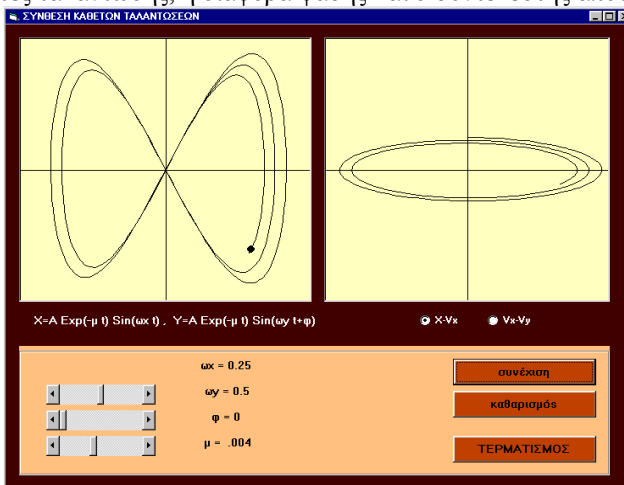 ΣΥΝΘΕΣΗ ΚΑΘΕΤΩΝ ΤΑΛΑΝΤΩΣΕΩΝ
X=A Exp(-μ t) Sin(ωx t) , Y=A Exp(-μ t) Sin(ωy t+φ)
X-Vx Vx-Vy
ωx = 0.25
ωy = 0.5
φ = 0
μ = .004
συνέχιση
καθαρισμός
ΤΕΡΜΑΤΙΣΜΟΣ